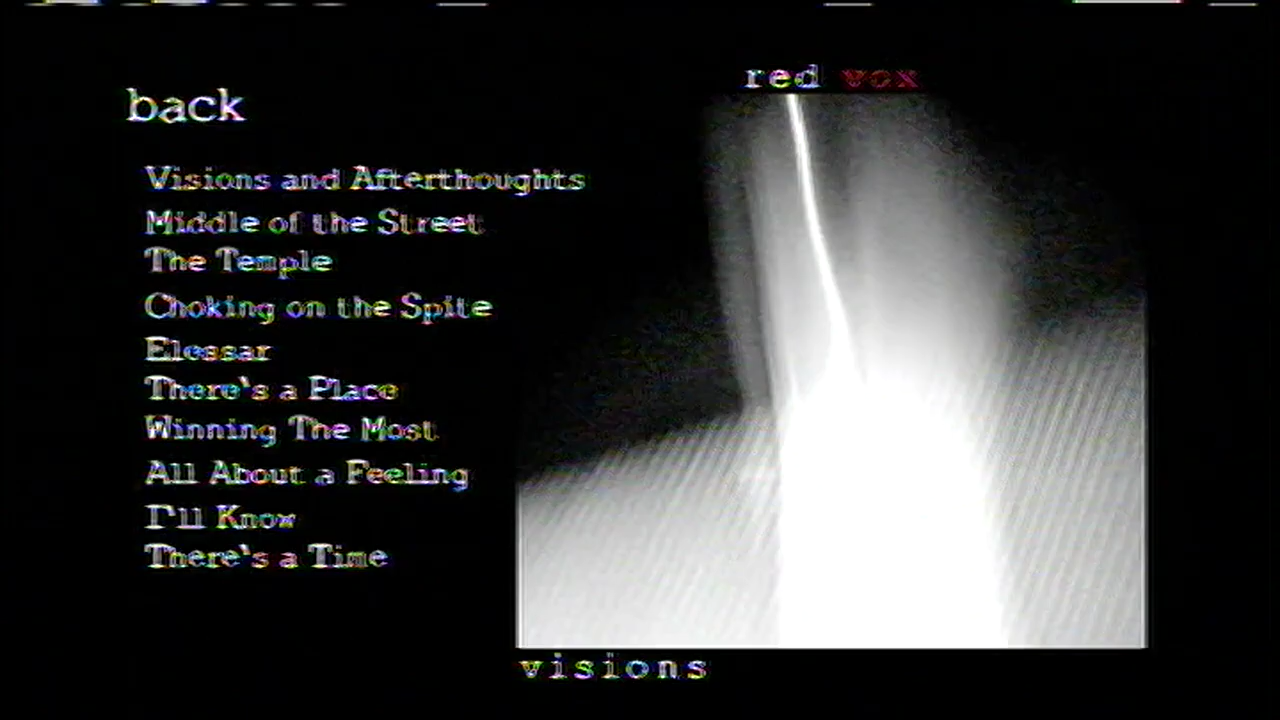 back
Visions and Afterthoughts
Middle of the Street
The Temple
Choking on the Spite
Elessar
There's a Place
Winning The Most
All About a Feeling
I'll Know
There's a Time
red vox
visions